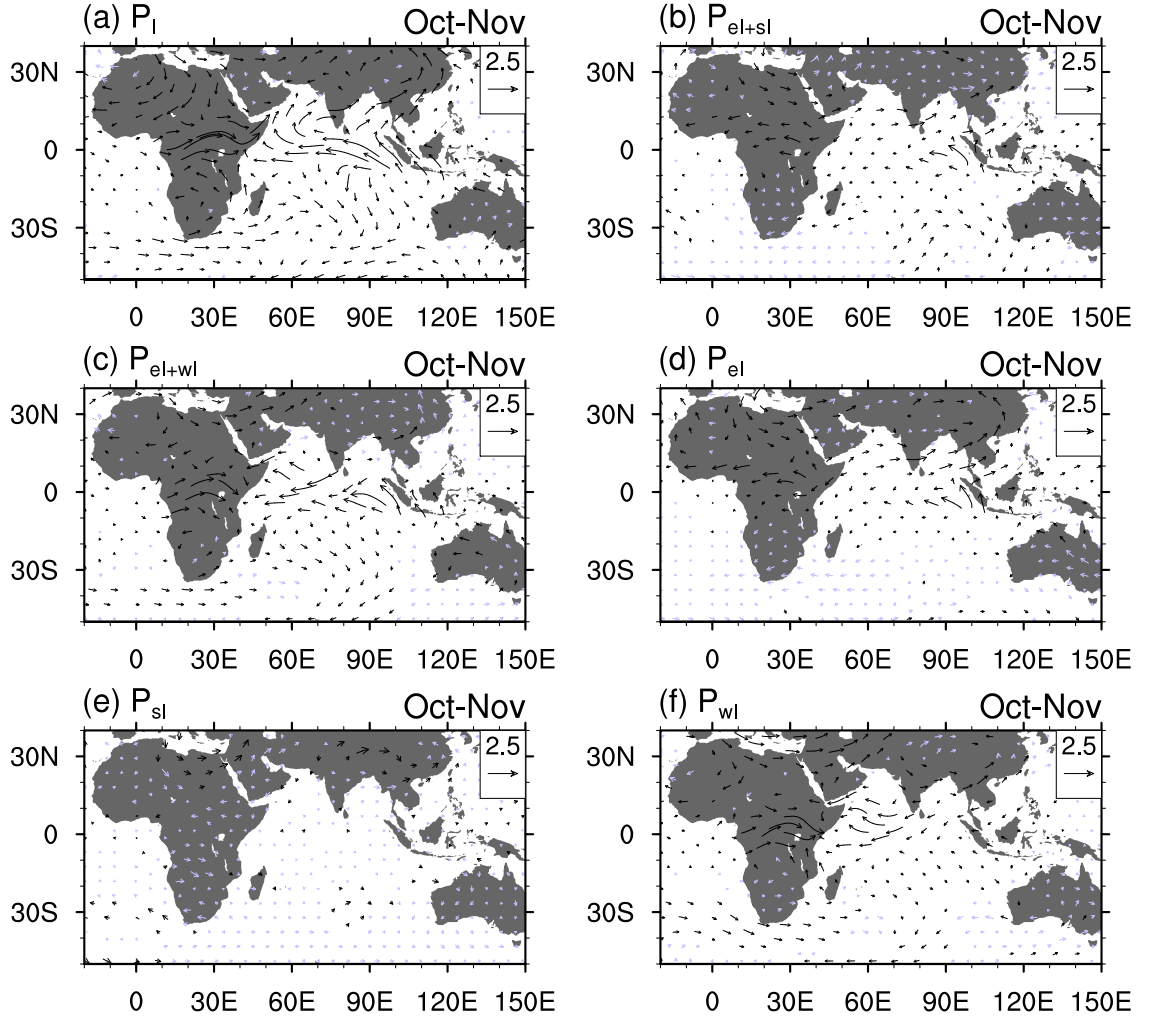 (a) P_l Oct-Nov
2.5
30N
0
30S
0 30E 60E 90E 120E 150E
(b) P_el+sl Oct-Nov
2.5
30N
0
30S
0 30E 60E 90E 120E 150E
(c) P_el+wl Oct-Nov
2.5
30N
0
30S
0 30E 60E 90E 120E 150E
(d) P_el Oct-Nov
2.5
30N
0
30S
0 30E 60E 90E 120E 150E
(e) P_sl Oct-Nov
2.5
30N
0
30S
0 30E 60E 90E 120E 150E
(f) P_wl Oct-Nov
2.5
30N
0
30S
0 30E 60E 90E 120E 150E